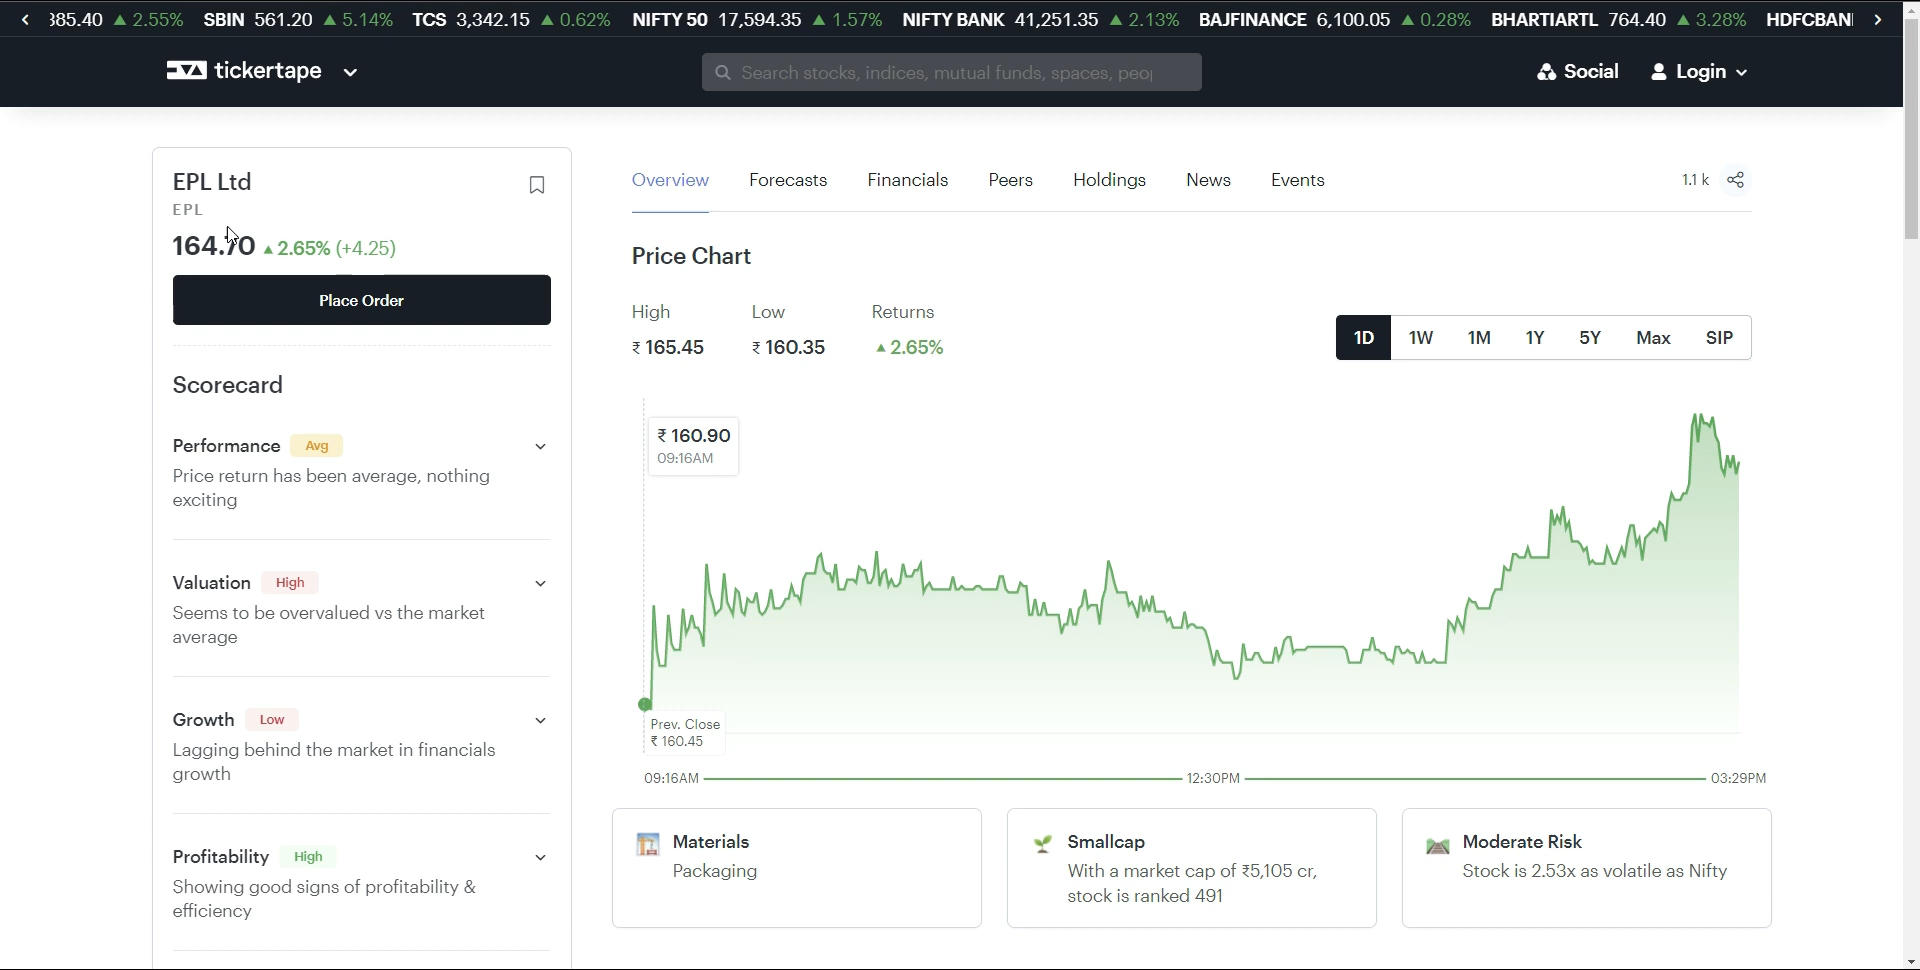 385.40 ▲ 2.55% SBIN 561.20 ▲ 5.14% TCS 3,342.15 ▲ 0.62% NIFTY 50 17,594.35 ▲ 1.57% NIFTY BANK 41,251.35 ▲ 2.13% BAJFINANCE 6,100.05 ▲ 0.28% BHARTIARTL 764.40 ▲ 3.28% HDFCBAN
tickertape
Search stocks, indices, mutual funds, spaces, peo
Social
Login
EPL Ltd
EPL
164.70 ▲ 2.65% (+4.25)
Place Order
Scorecard
Performance Avg
Price return has been average, nothing
exciting
Valuation High
Seems to be overvalued vs the market
average
Growth Low
Lagging behind the market in financials
growth
Profitability High
Showing good signs of profitability &
efficiency
Overview Forecasts Financials Peers Holdings News Events
1.1 k
Price Chart
High Low Returns
₹ 165.45 ₹ 160.35 ▲ 2.65%
1D 1W 1M 1Y 5Y Max SIP
₹ 160.90
09:16AM
Prev. Close
₹ 160.45
09:16AM 12:30PM 03:29PM
Materials
Packaging
Smallcap
With a market cap of ₹5,105 cr,
stock is ranked 491
Moderate Risk
Stock is 2.53x as volatile as Nifty